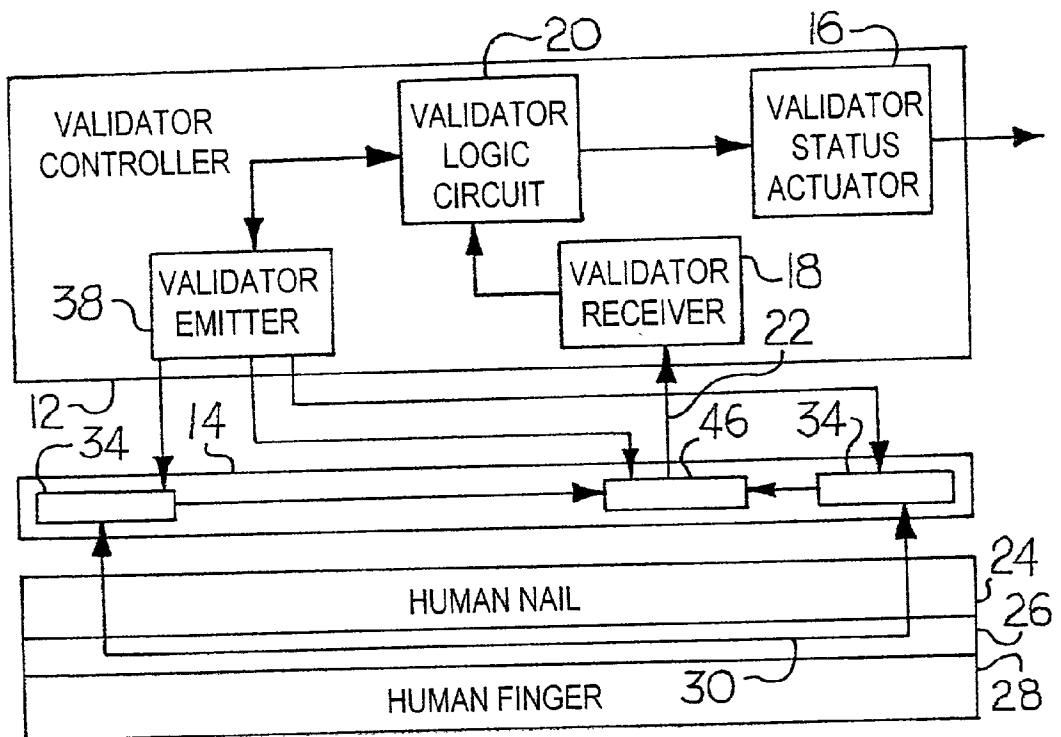 20
16
VALIDATOR
CONTROLLER
VALIDATOR
LOGIC
CIRCUIT
VALIDATOR
STATUS
ACTUATOR
38
VALIDATOR
EMITTER
VALIDATOR
RECEIVER
18
22
12
34
14
46
34
HUMAN NAIL
24
26
30
HUMAN FINGER
28